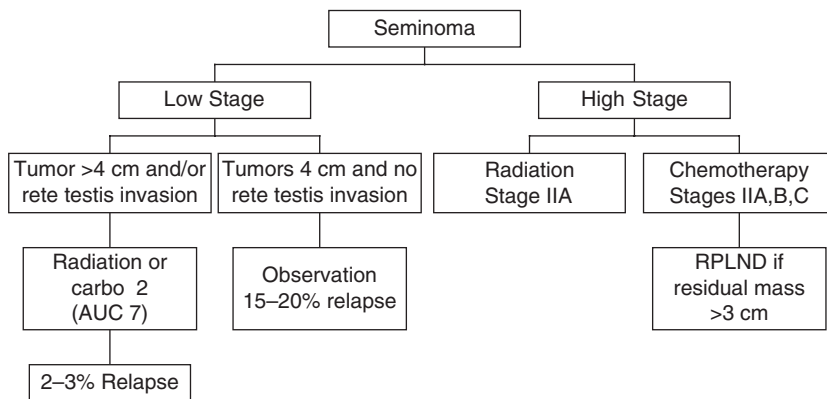 Seminoma
Low Stage
High Stage
Tumor >4 cm and/or
rete testis invasion
Tumors 4 cm and no
rete testis invasion
Radiation
Stage IIA
Chemotherapy
Stages IIA,B,C
Radiation or
carbo 2
(AUC 7)
Observation
15–20% relapse
RPLND if
residual mass
>3 cm
2–3% Relapse